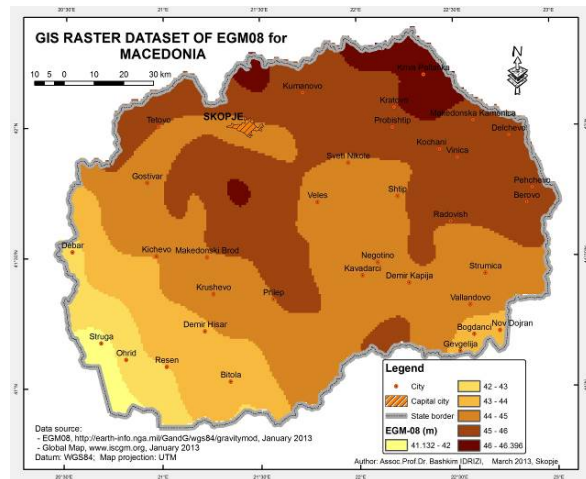 GIS RASTER DATASET OF EGM08 for
MACEDONIA
10 5 0 10 20 30 km
N
Kriva Pallanka
Kumanovo
Kratovo
Makedonska Kamenica
SKOPJE
Tetovo
Probishtip
Delchevo
Kochani
Vinica
Sveti Nikole
Gostivar
Pehchevo
Veles
Shtip
Berovo
Radovish
Debar
Kichevo
Makedonski Brod
Negotino
Kavadarci
Strumica
Demir Kapija
Krushevo
Prilep
Vallandovo
Demir Hisar
Bogdanci
Nov Dojran
Struga
Gevgelija
Ohrid
Resen
Bitola
Legend
City
Capital city
State border
EGM-08 (m)
41.132 - 42
42 - 43
43 - 44
44 - 45
45 - 46
46 - 46.396
Data source:
- EGM08, http://earth-info.nga.mil/GandG/wgs84/gravitymod, January 2013
- Global Map, www.iscgm.org, January 2013
Datum: WGS84; Map projection: UTM
Author: Assoc.Prof.Dr. Bashkim IDRIZI, March 2013, Skopje